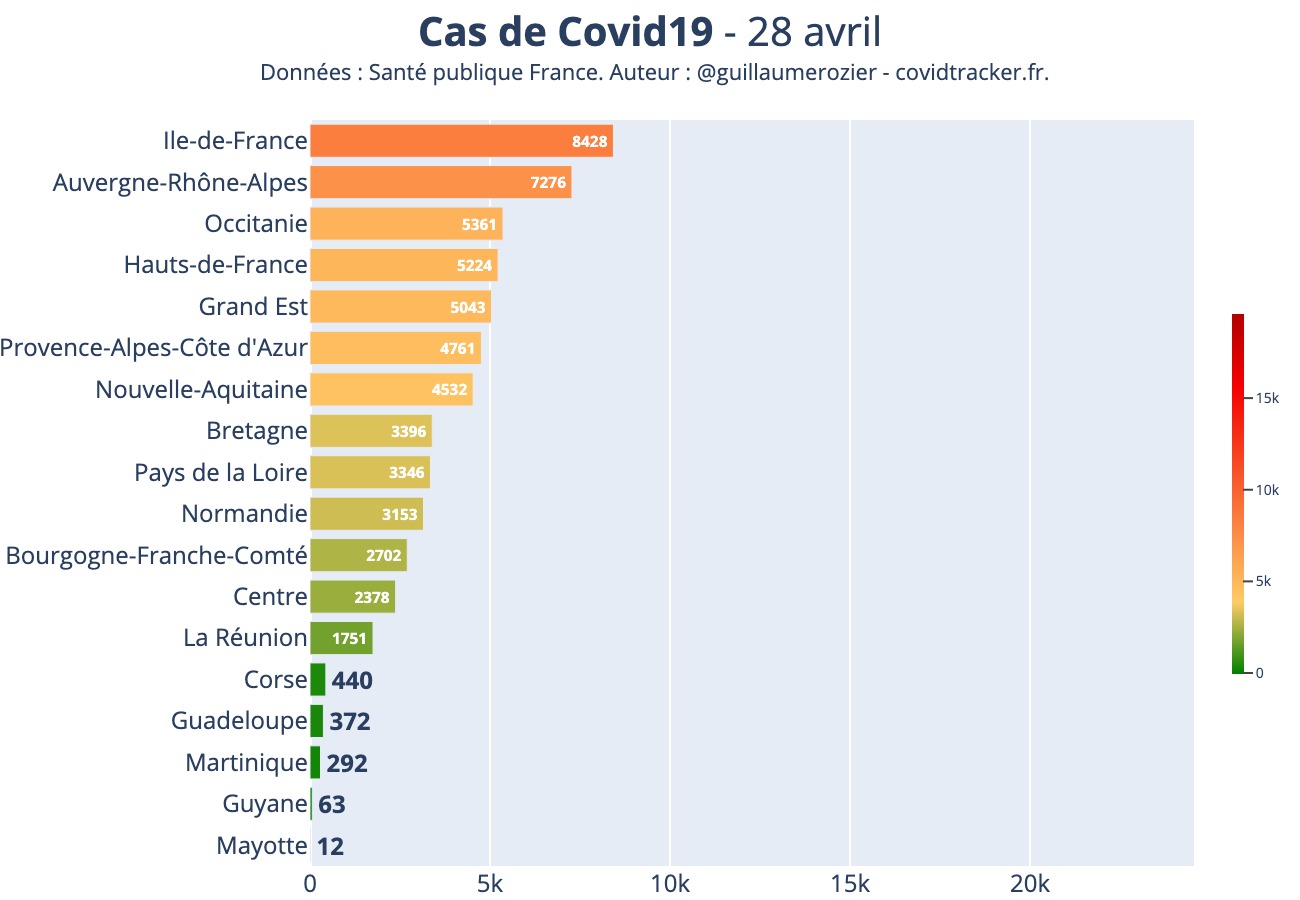 Cas de Covid19 - 28 avril
Données : Santé publique France. Auteur : @guillaumerozier - covidtracker.fr.
Ile-de-France 8428
Auvergne-Rhône-Alpes 7276
Occitanie 5361
Hauts-de-France 5224
Grand Est 5043
Provence-Alpes-Côte d'Azur 4761
Nouvelle-Aquitaine 4532
Bretagne 3396
Pays de la Loire 3346
Normandie 3153
Bourgogne-Franche-Comté 2702
Centre 2378
La Réunion 1751
Corse 440
Guadeloupe 372
Martinique 292
Guyane 63
Mayotte 12
0 5k 10k 15k 20k
15k
10k
5k
0